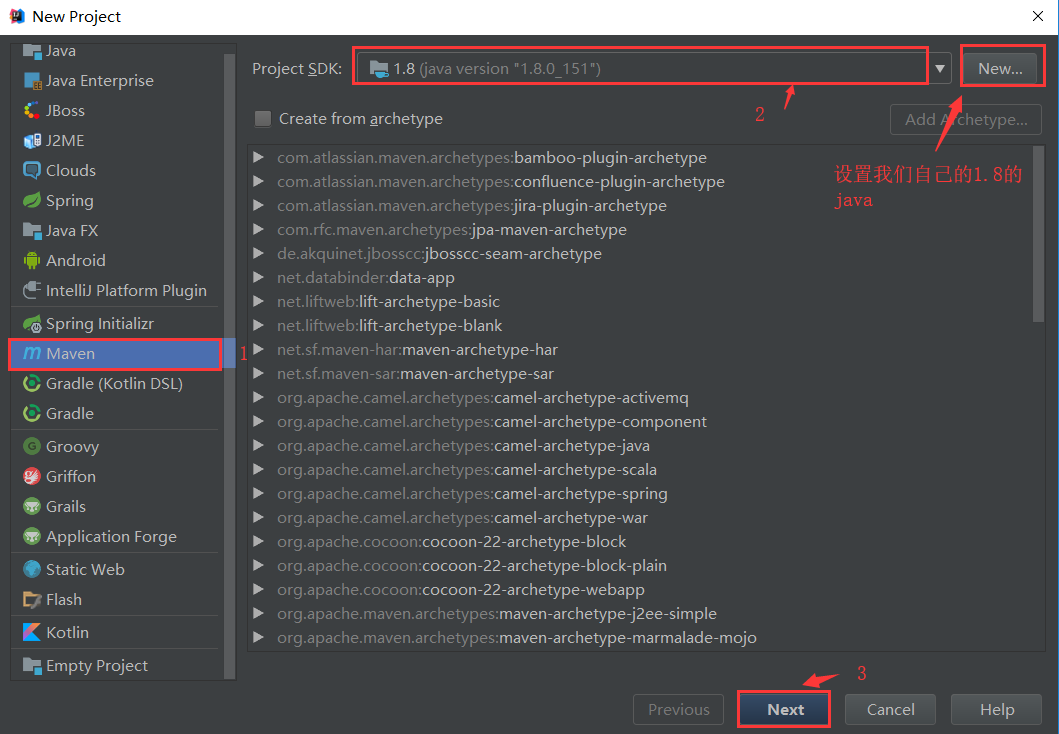 New Project
Java
Java Enterprise
JBoss
J2ME
Clouds
Spring
Java FX
Android
IntelliJ Platform Plugin
Spring Initializr
Maven
1
Gradle (Kotlin DSL)
Gradle
Groovy
Griffon
Grails
Application Forge
Static Web
Flash
Kotlin
Empty Project
Project SDK: 1.8 (java version "1.8.0_151")
New...
2
Create from archetype
Add Archetype...
设置我们自己的1.8的
java
com.atlassian.maven.archetypes:bamboo-plugin-archetype
com.atlassian.maven.archetypes:confluence-plugin-archetype
com.atlassian.maven.archetypes:jira-plugin-archetype
com.rfc.maven.archetypes:jpa-maven-archetype
de.akquinet.jbosscc:jbosscc-seam-archetype
net.databinder:data-app
net.liftweb:lift-archetype-basic
net.liftweb:lift-archetype-blank
net.sf.maven-har:maven-archetype-har
net.sf.maven-sar:maven-archetype-sar
org.apache.camel.archetypes:camel-archetype-activemq
org.apache.camel.archetypes:camel-archetype-component
org.apache.camel.archetypes:camel-archetype-java
org.apache.camel.archetypes:camel-archetype-scala
org.apache.camel.archetypes:camel-archetype-spring
org.apache.camel.archetypes:camel-archetype-war
org.apache.cocoon:cocoon-22-archetype-block
org.apache.cocoon:cocoon-22-archetype-block-plain
org.apache.cocoon:cocoon-22-archetype-webapp
org.apache.maven.archetypes:maven-archetype-j2ee-simple
org.apache.maven.archetypes:maven-archetype-marmalade-mojo
3
Previous
Next
Cancel
Help